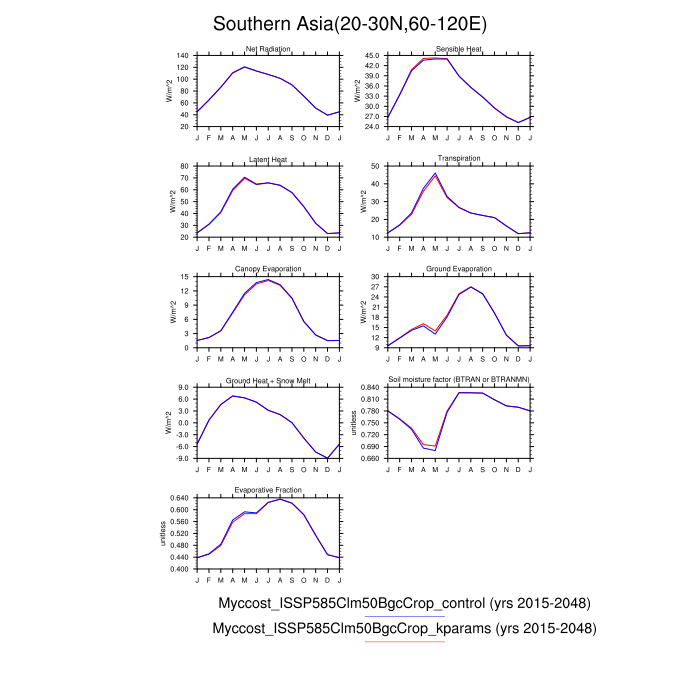 Southern Asia(20-30N,60-120E)
Net Radiation
W/m^2
140
120
100
80
60
40
20
J F M A M J J A S O N D J
Sensible Heat
W/m^2
45.0
42.0
39.0
36.0
33.0
30.0
27.0
24.0
J F M A M J J A S O N D J
Latent Heat
W/m^2
80
70
60
50
40
30
20
J F M A M J J A S O N D J
Transpiration
W/m^2
50
40
30
20
10
J F M A M J J A S O N D J
Canopy Evaporation
W/m^2
15
12
9
6
3
0
J F M A M J J A S O N D J
Ground Evaporation
W/m^2
30
27
24
21
18
15
12
9
J F M A M J J A S O N D J
Ground Heat + Snow Melt
W/m^2
9.0
6.0
3.0
-0.0
-3.0
-6.0
-9.0
J F M A M J J A S O N D J
Soil moisture factor (BTRAN or BTRANMN)
unitless
0.840
0.810
0.780
0.750
0.720
0.690
0.660
J F M A M J J A S O N D J
Evaporative Fraction
unitless
0.640
0.600
0.560
0.520
0.480
0.440
0.400
J F M A M J J A S O N D J
Myccost_ISSP585Clm50BgcCrop_control (yrs 2015-2048)
Myccost_ISSP585Clm50BgcCrop_kparams (yrs 2015-2048)